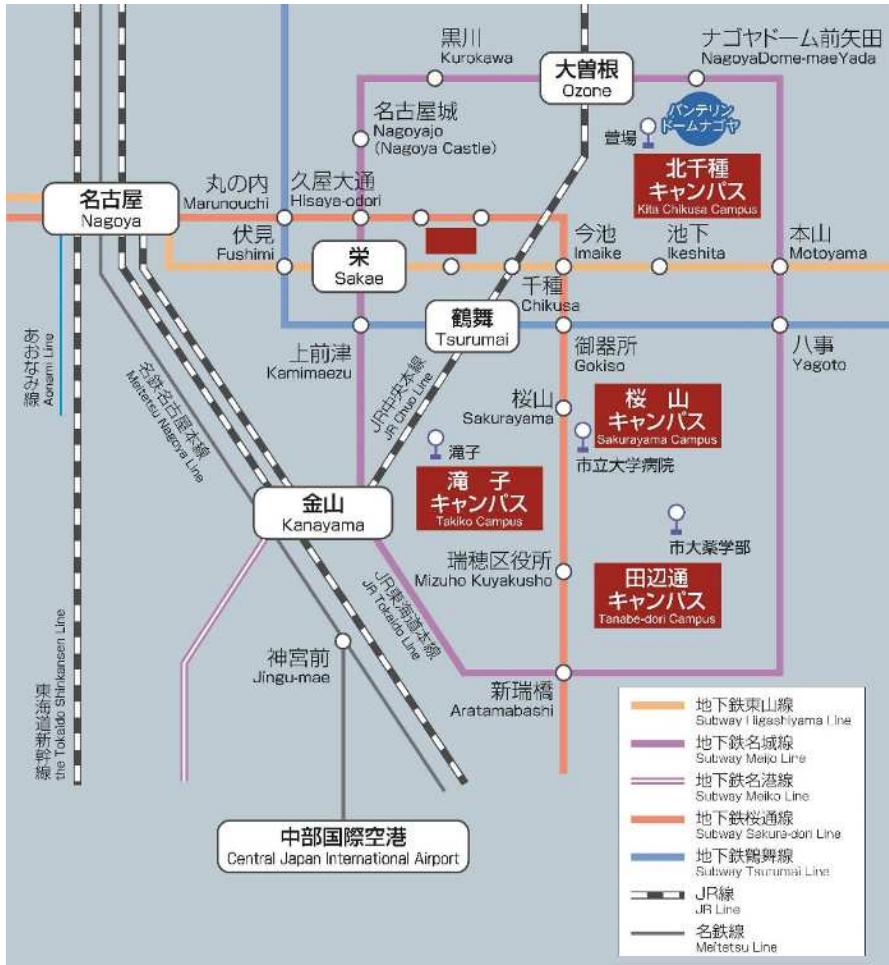 黒川
Kurokawa
大曽根
Ozone
ナゴヤドーム前矢田
NagoyaDome-maeYada
名古屋城
Nagoyajo
(Nagoya Castle)
バンテリン
ドームナゴヤ
萱場
北千種
キャンパス
Kita Chikusa Campus
名古屋
Nagoya
丸の内
Marunouchi
久屋大通
Hisaya-odori
伏見
Fushimi
栄
Sakae
今池
Imaike
池下
Ikeshita
本山
Motoyama
千種
Chikusa
鶴舞
Tsurumai
上前津
Kamimaezu
御器所
Gokiso
八事
Yagoto
あおなみ線
Aonami Line
名鉄名古屋本線
Meitetsu Nagoya Line
JR中央本線
JR Chuo Line
桜山
Sakurayama
桜 山
キャンパス
Sakurayama Campus
滝子
市立大学病院
滝 子
キャンパス
Takiko Campus
金山
Kanayama
市大薬学部
瑞穂区役所
Mizuho Kuyakusho
田辺通
キャンパス
Tanabe-dori Campus
JR東海道本線
JR Tokaido Line
神宮前
Jingu-mae
新瑞橋
Aratamabashi
東海道新幹線
the Tokaido Shinkansen Line
中部国際空港
Central Japan International Airport
地下鉄東山線
Subway Higashiyama Line
地下鉄名城線
Subway Meijo Line
地下鉄名港線
Subway Meiko Line
地下鉄桜通線
Subway Sakura-dori Line
地下鉄鶴舞線
Subway Tsurumai Line
JR線
JR Line
名鉄線
Meitetsu Line